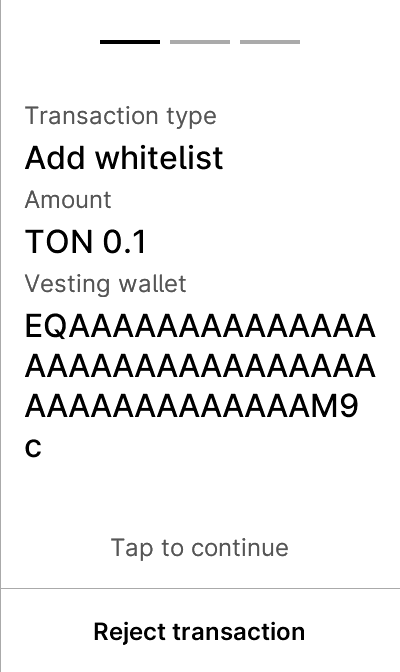 Transaction type
Add whitelist
Amount
TON 0.1
Vesting wallet
EQAAAAAAAAAAAAAA
AAAAAAAAAAAAAAAA
AAAAAAAAAAAAAM9
c
Tap to continue
Reject transaction